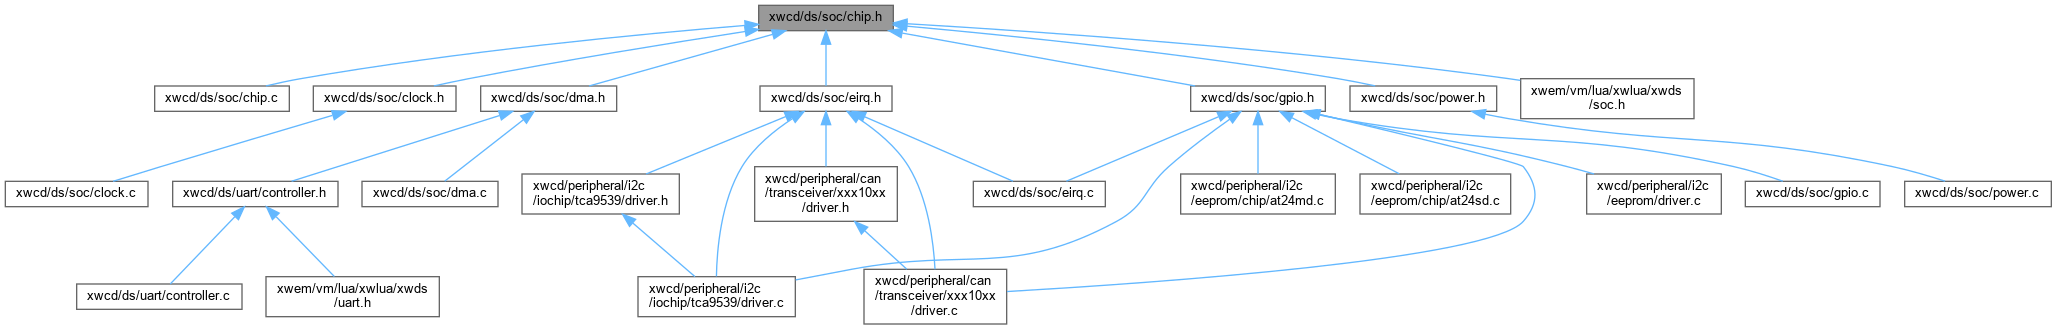 xwcd/ds/soc/chip.h
xwcd/ds/soc/chip.c
xwcd/ds/soc/clock.h
xwcd/ds/soc/dma.h
xwcd/ds/soc/eirq.h
xwcd/ds/soc/gpio.h
xwcd/ds/soc/power.h
xwem/vm/lua/xwlua/xwds
/soc.h
xwcd/ds/soc/clock.c
xwcd/ds/uart/controller.h
xwcd/ds/soc/dma.c
xwcd/peripheral/i2c
/iochip/tca9539/driver.h
xwcd/peripheral/can
/transceiver/xxx10xx
/driver.h
xwcd/ds/soc/eirq.c
xwcd/peripheral/i2c
/eeprom/chip/at24md.c
xwcd/peripheral/i2c
/eeprom/chip/at24sd.c
xwcd/peripheral/i2c
/eeprom/driver.c
xwcd/ds/soc/gpio.c
xwcd/ds/soc/power.c
xwcd/ds/uart/controller.c
xwem/vm/lua/xwlua/xwds
/uart.h
xwcd/peripheral/i2c
/iochip/tca9539/driver.c
xwcd/peripheral/can
/transceiver/xxx10xx
/driver.c